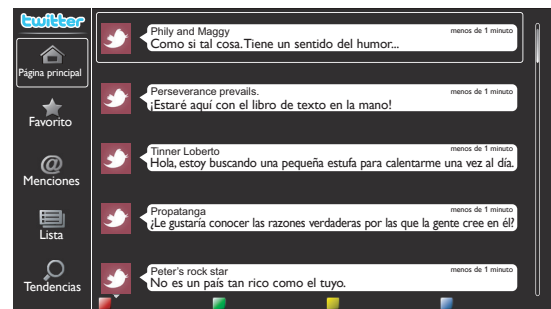 twitter
Página principal
Favorito
@
Menciones
Lista
Tendencias
Phily and Maggy
menos de 1 minuto
Como si tal cosa. Tiene un sentido del humor...
Perseverance prevails.
menos de 1 minuto
¡Estaré aquí con el libro de texto en la mano!
Tinner Loberto
menos de 1 minuto
Hola, estoy buscando una pequeña estufa para calentarme una vez al día.
Propatanga
menos de 1 minuto
¿Le gustaría conocer las razones verdaderas por las que la gente cree en él?
Peter's rock star
menos de 1 minuto
No es un país tan rico como el tuyo.